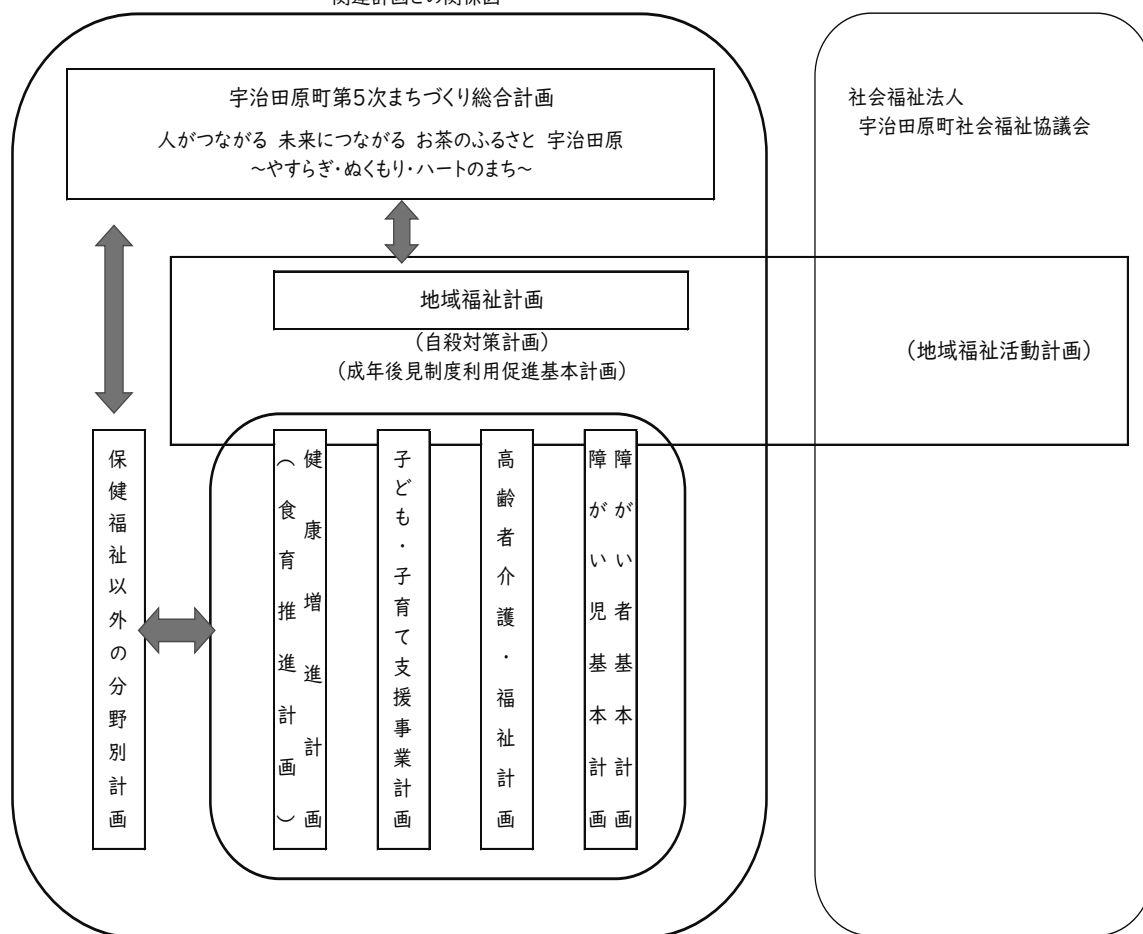 関連計画との関係図
宇治田原町第5次まちづくり総合計画
人がつながる 未来につながる お茶のふるさと 宇治田原
～やすらぎ・ぬくもり・ハートのまち～
社会福祉法人
宇治田原町社会福祉協議会
地域福祉計画
（自殺対策計画）
（成年後見制度利用促進基本計画）
（地域福祉活動計画）
保健福祉以外の分野別計画
健康増進計画
（食育推進計画）
子ども・子育て支援事業計画
高齢者介護・福祉計画
障がい者基本計画
障がい児基本計画